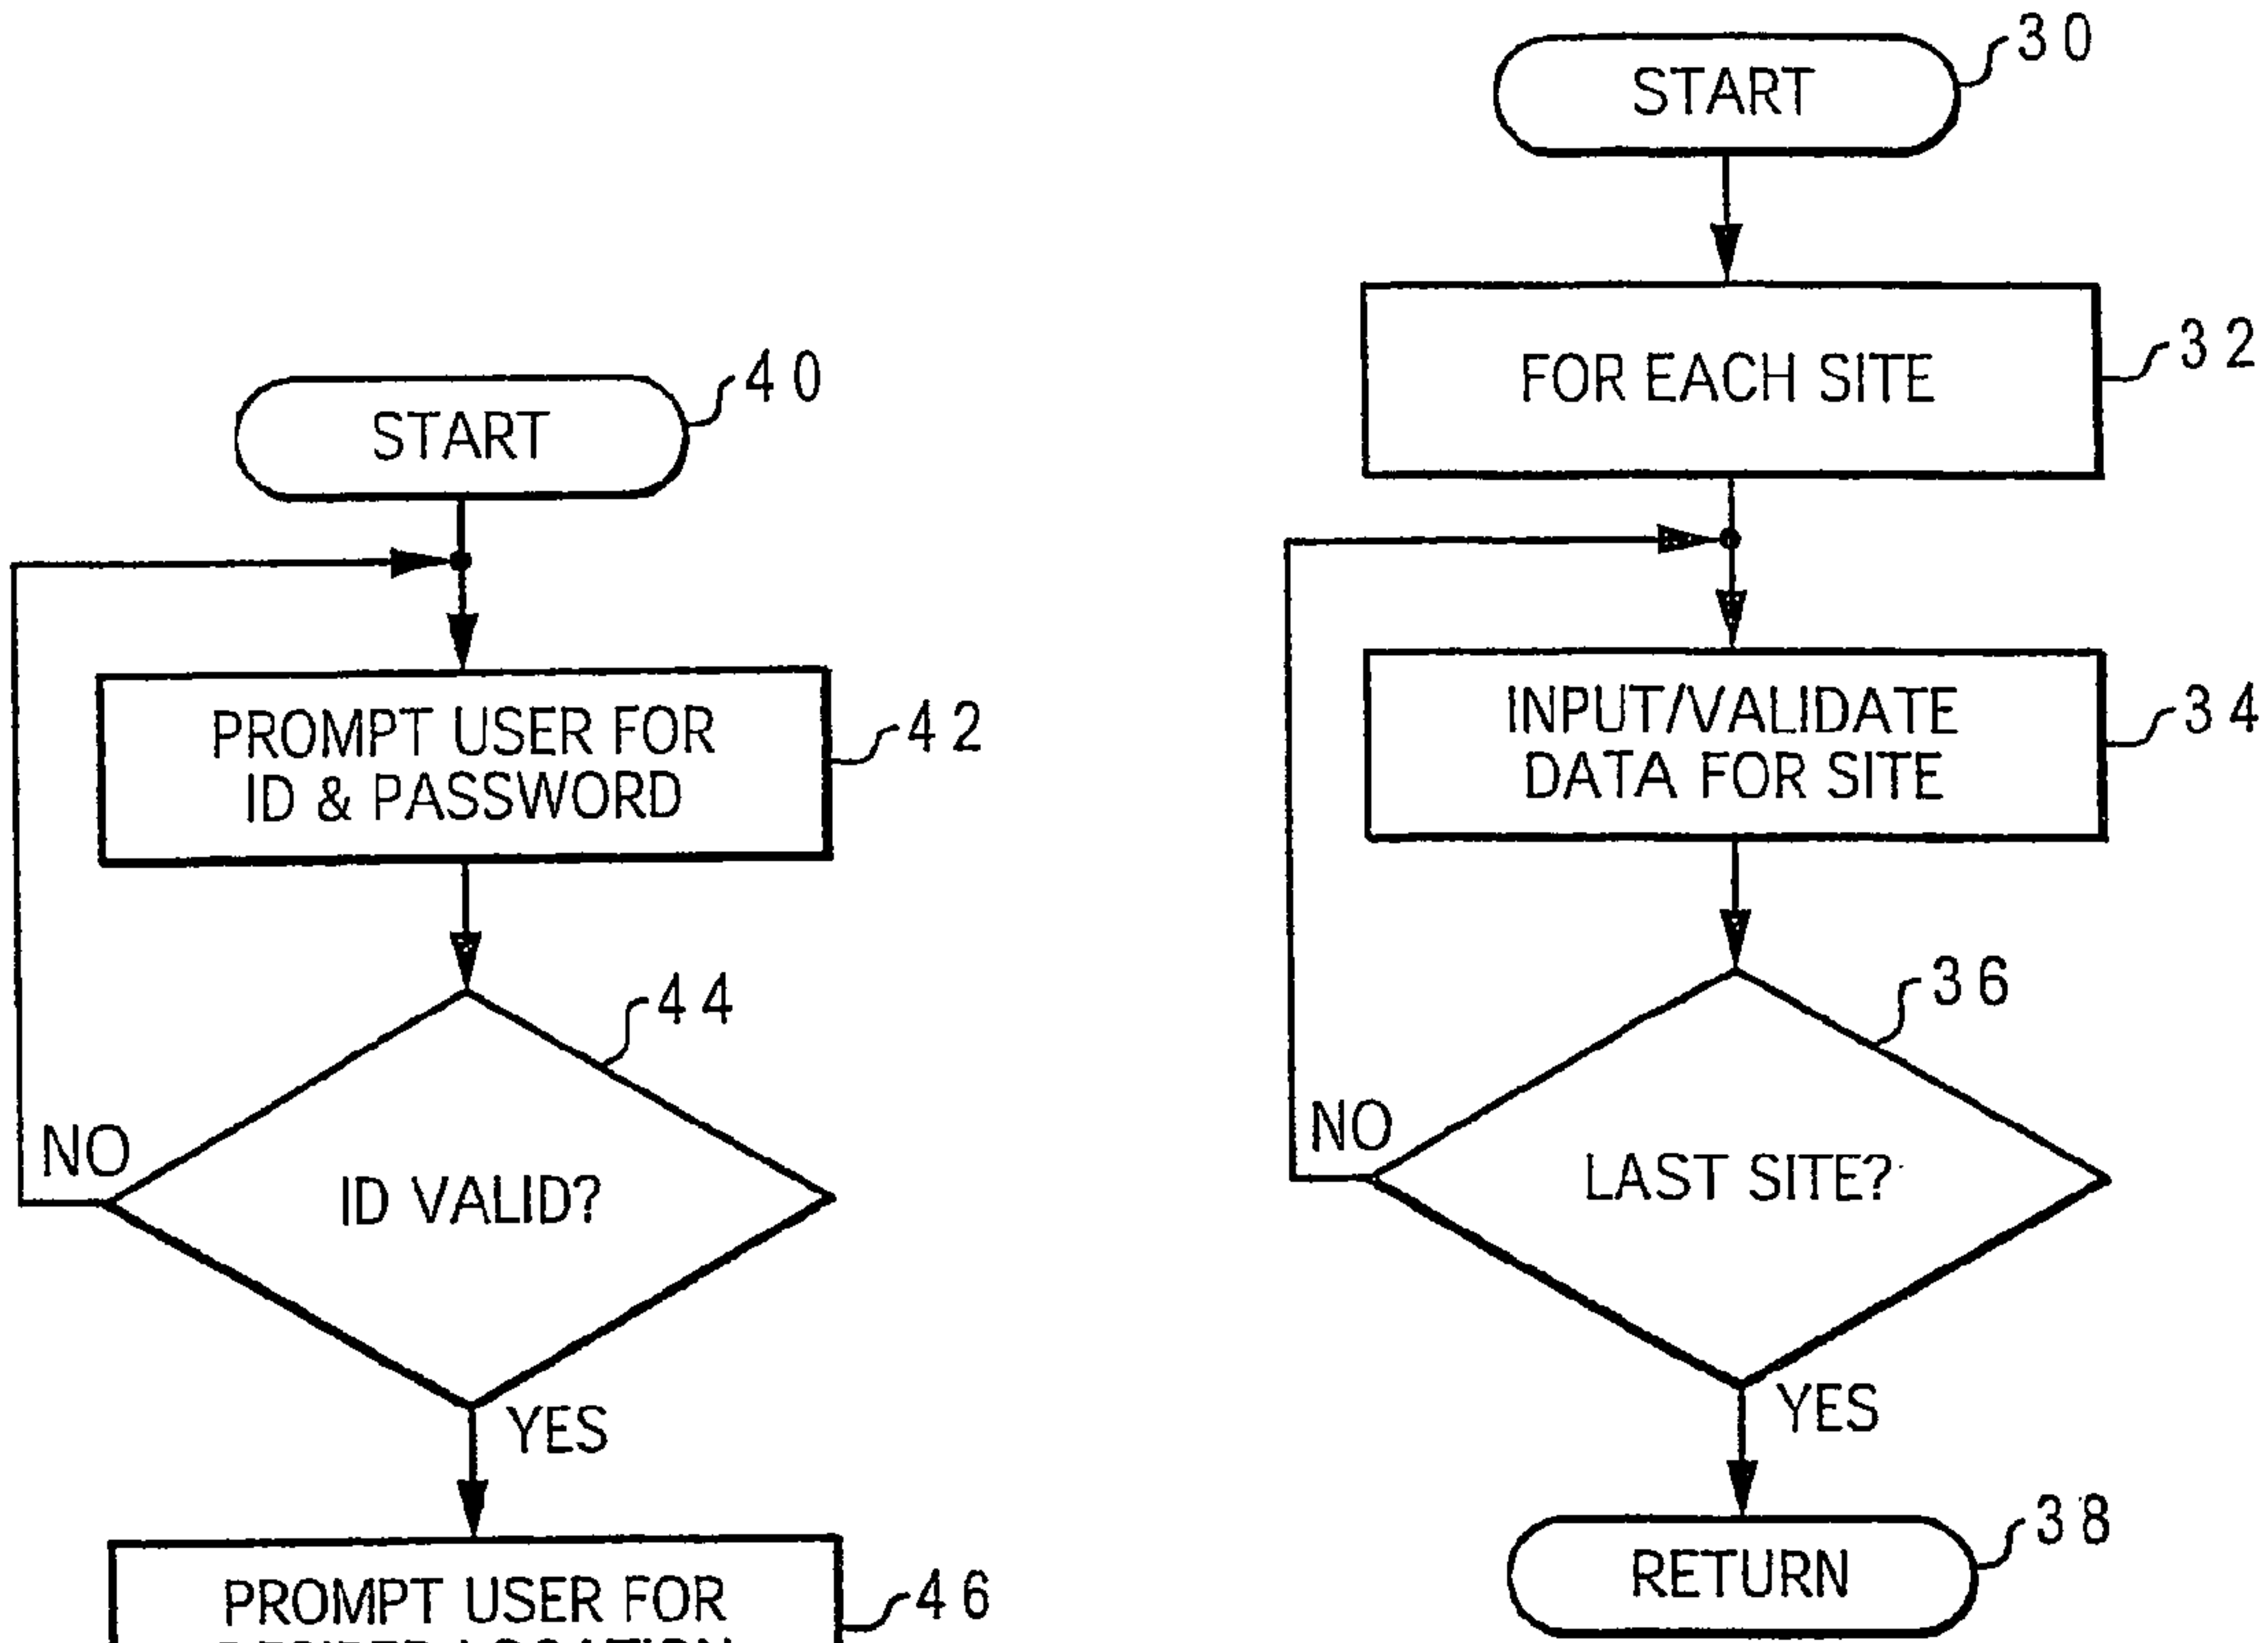 START
40
PROMPT USER FOR
ID & PASSWORD
42
44
NO
ID VALID?
YES
PROMPT USER FOR
46
START
30
FOR EACH SITE
32
INPUT/VALIDATE
DATA FOR SITE
34
36
NO
LAST SITE?
YES
RETURN
38